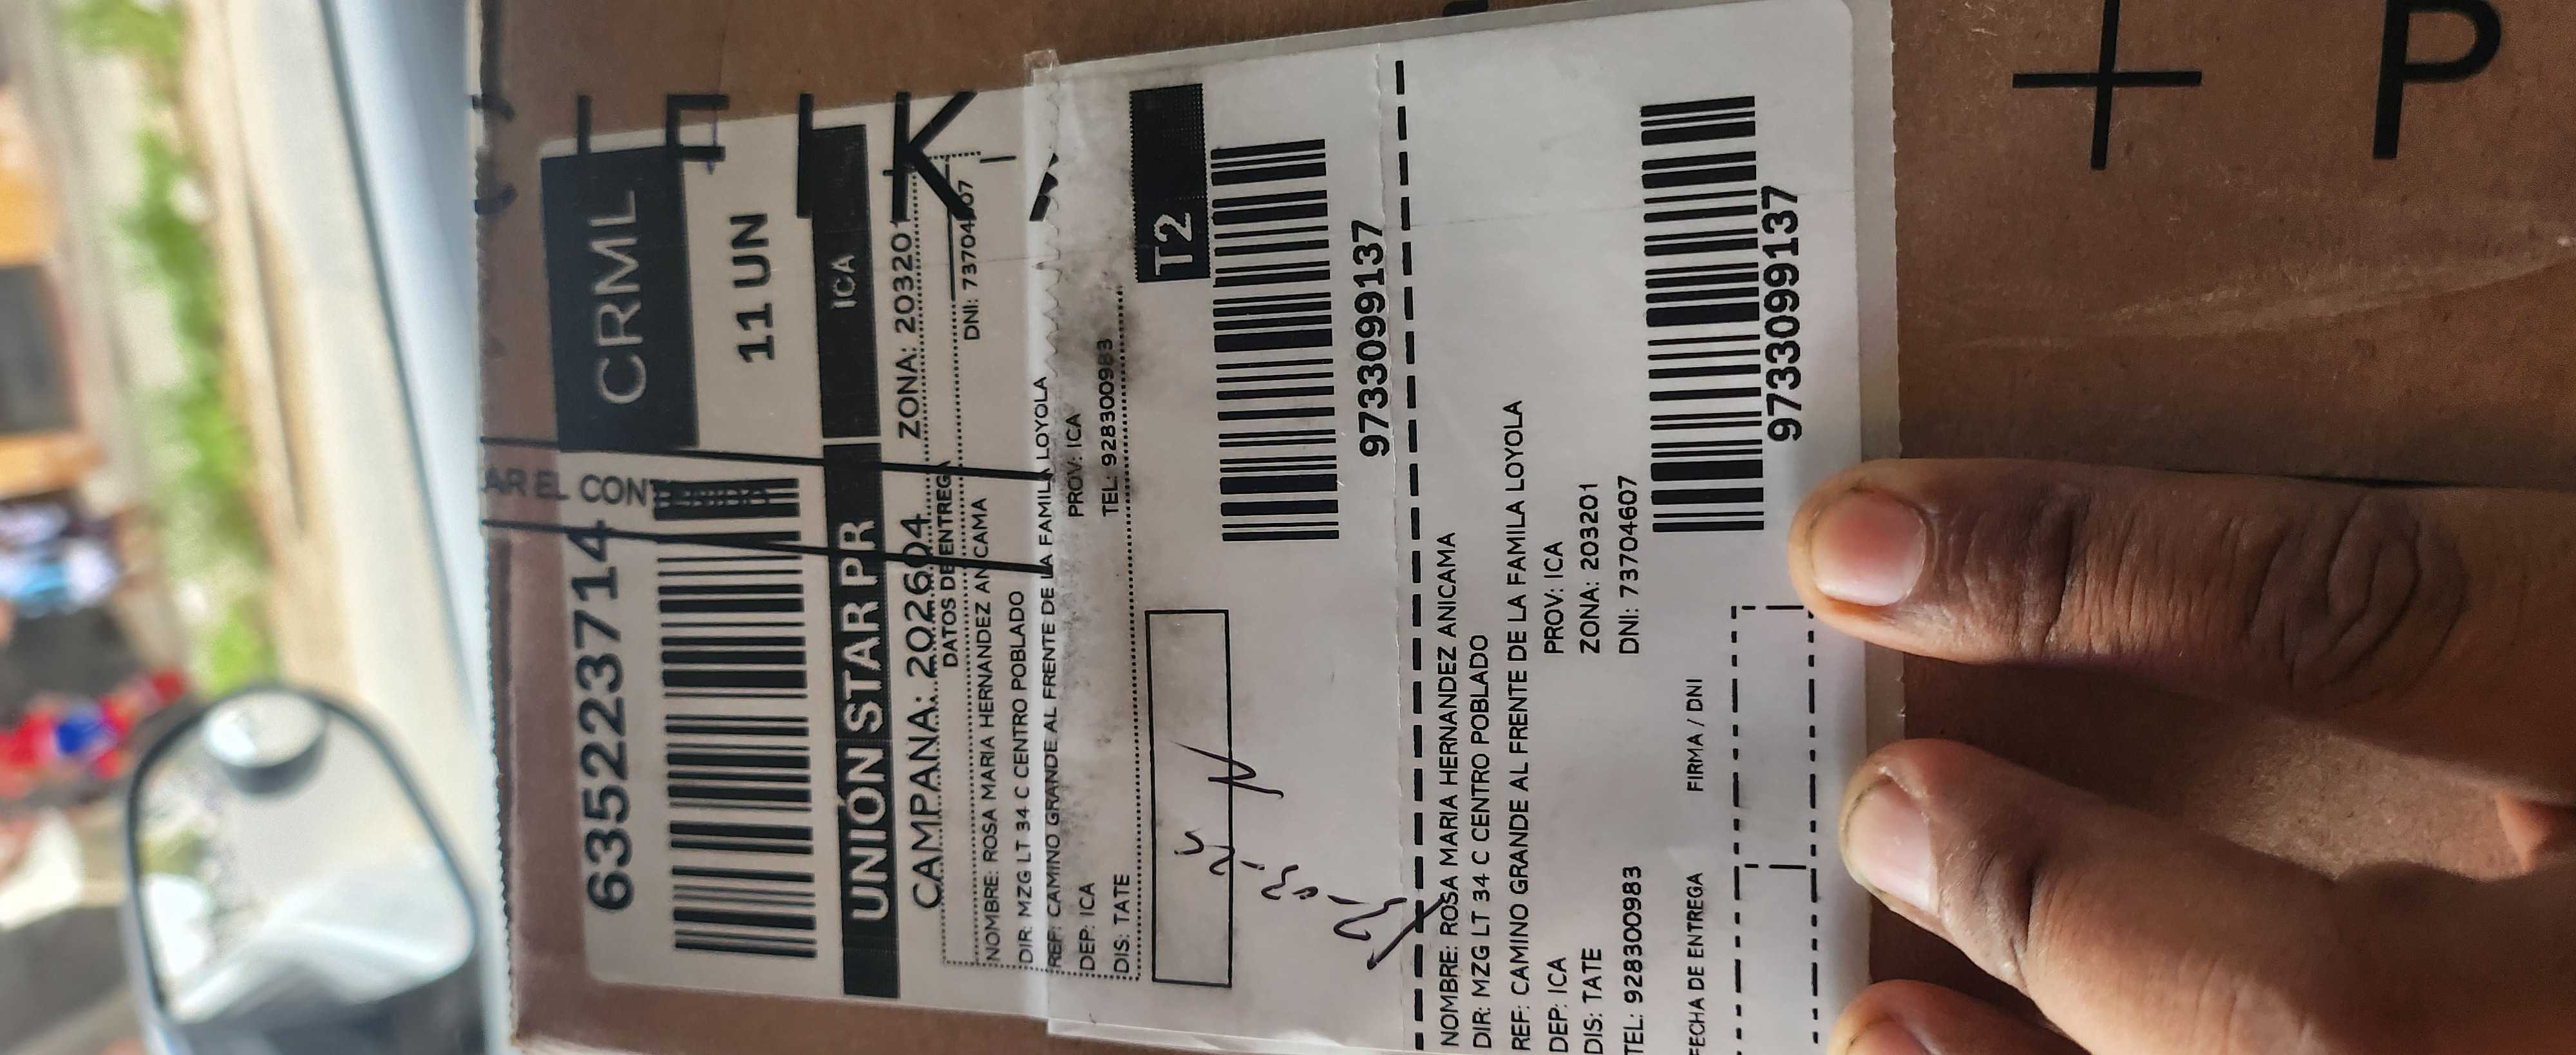 AR EL CONTENIDO
635223714
CRML
11 UN
UNIÓN STAR PR
ICA
CAMPAÑA: 202604
ZONA: 203201
DATOS DE ENTREGA
NOMBRE: ROSA MARIA HERNANDEZ ANICAMA
DNI: 73704607
DIR: MZG LT 34 C CENTRO POBLADO
REF: CAMINO GRANDE AL FRENTE DE LA FAMILA LOYOLA
DEP: ICA
PROV: ICA
DIS: TATE
TEL: 928300983
T2
9733099137
NOMBRE: ROSA MARIA HERNANDEZ ANICAMA
DIR: MZG LT 34 C CENTRO POBLADO
REF: CAMINO GRANDE AL FRENTE DE LA FAMILA LOYOLA
DEP: ICA
PROV: ICA
DIS: TATE
ZONA: 203201
TEL: 928300983
DNI: 73704607
FECHA DE ENTREGA
FIRMA / DNI
9733099137
P